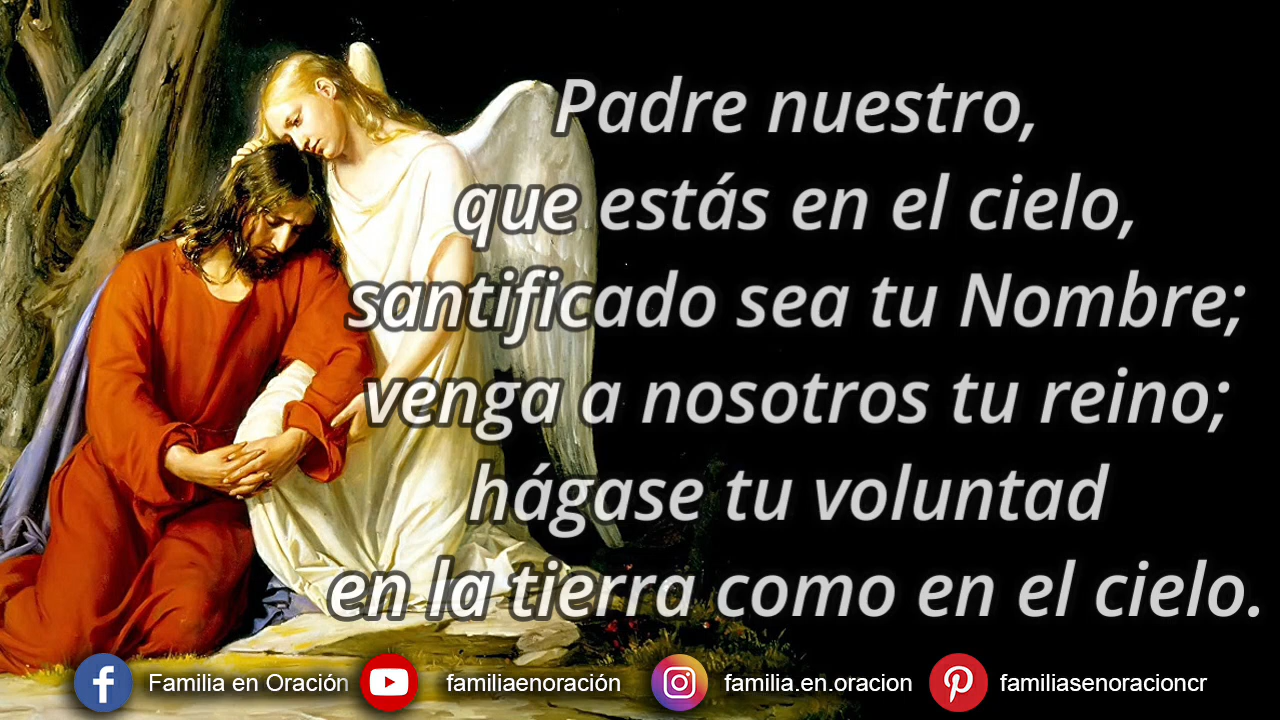 Padre nuestro,
que estás en el cielo,
santificado sea tu Nombre;
venga a nosotros tu reino;
hágase tu voluntad
en la tierra como en el cielo.
Familia en Oración familiaenoración familia.en.oracion familiasenoracioncr